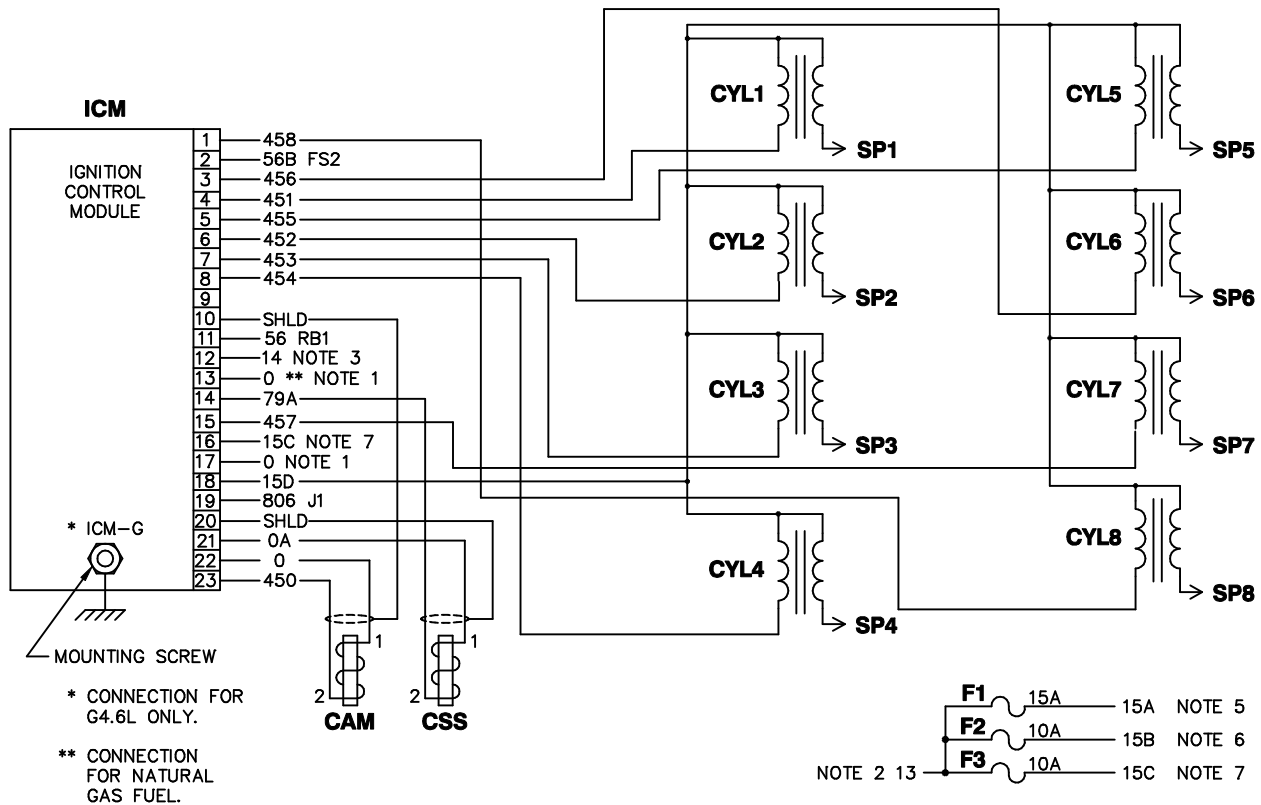 ICM
IGNITION
CONTROL
MODULE
1 458
2 56B FS2
3 456
4 451
5 455
6 452
7 453
8 454
9
10 SHLD
11 56 RB1
12 14 NOTE 3
13 0 ** NOTE 1
14 79A
15 457
16 15C NOTE 7
17 0 NOTE 1
18 15D
19 806 J1
20 SHLD
21 0A
22 0
23 450
* ICM-G
MOUNTING SCREW
* CONNECTION FOR
G4.6L ONLY.
** CONNECTION
FOR NATURAL
GAS FUEL.
1
2
CAM
1
2
CSS
CYL1
SP1
CYL2
SP2
CYL3
SP3
CYL4
SP4
CYL5
SP5
CYL6
SP6
CYL7
SP7
CYL8
SP8
F1 15A 15A NOTE 5
F2 10A 15B NOTE 6
NOTE 2 13 F3 10A 15C NOTE 7